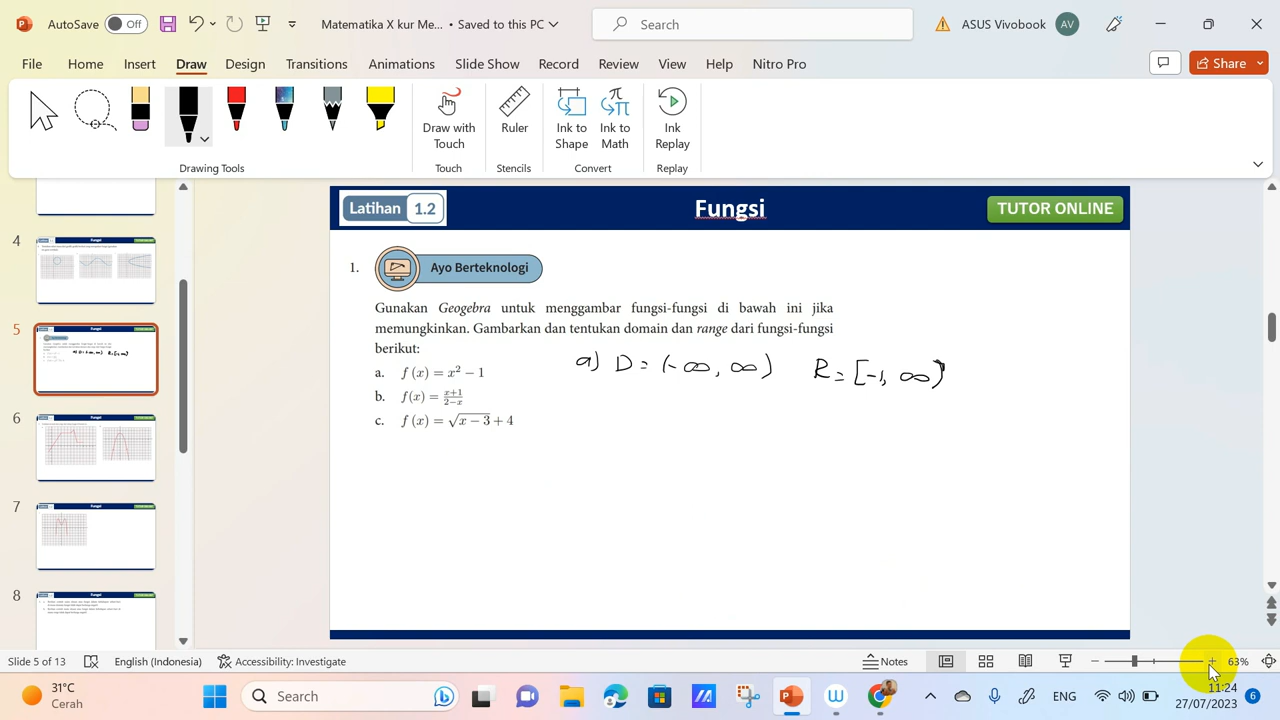 AutoSave Off Matematika X kur Me... • Saved to this PC Search ASUS Vivobook AV
File Home Insert Draw Design Transitions Animations Slide Show Record Review View Help Nitro Pro Share
Draw with Touch Ruler Ink to Shape Ink to Math Ink Replay
Drawing Tools Touch Stencils Convert Replay
4
5
6
7
8
Latihan 1.2 Fungsi TUTOR ONLINE
1. Ayo Berteknologi
Gunakan Geogebra untuk menggambar fungsi-fungsi di bawah ini jika
memungkinkan. Gambarkan dan tentukan domain dan range dari fungsi-fungsi
berikut:
a) D = (-∞, ∞) R = [-1, ∞)
a. f (x) = x² − 1
b. f(x) = \frac{x+1}{2−x}
c. f (x) = √(x − 3) + 4
Slide 5 of 13 English (Indonesia) Accessibility: Investigate Notes 63%
31°C
Cerah
Search ENG 11:24
27/07/2023 6